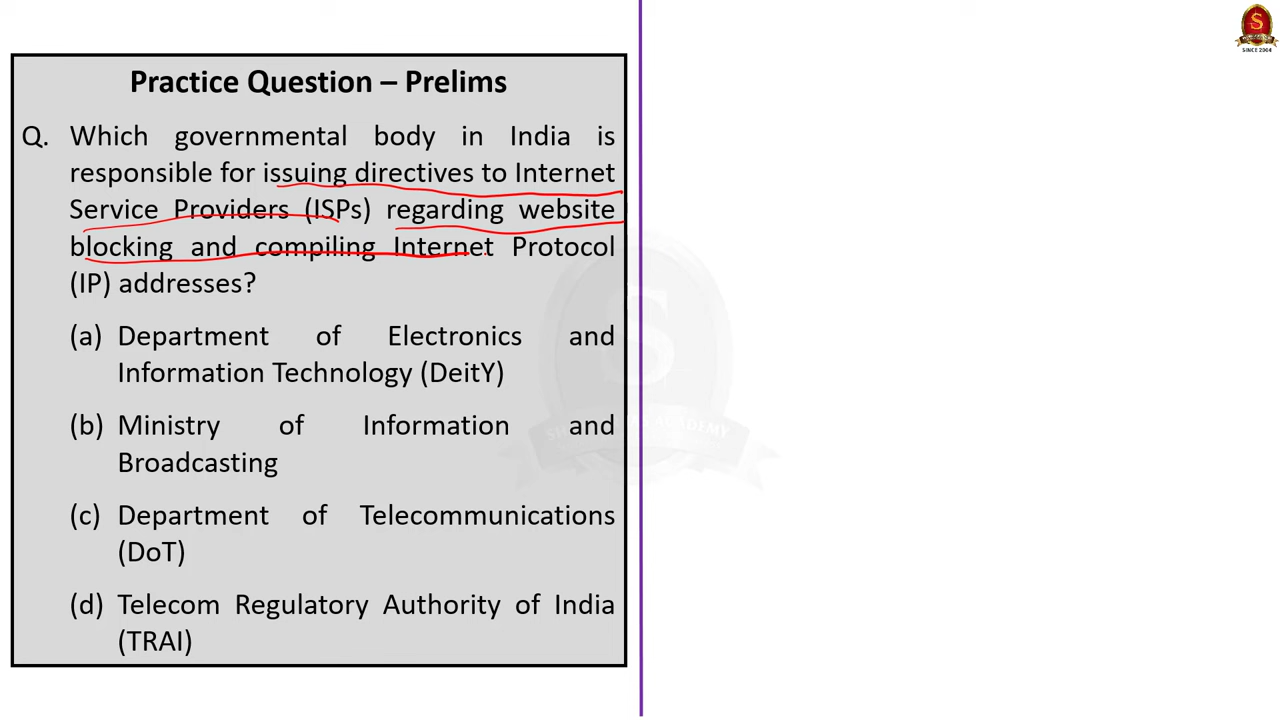 SINCE 2004
Practice Question – Prelims
Q. Which governmental body in India is
responsible for issuing directives to Internet
Service Providers (ISPs) regarding website
blocking and compiling Internet Protocol
(IP) addresses?
(a) Department of Electronics and
Information Technology (DeitY)
(b) Ministry of Information and
Broadcasting
(c) Department of Telecommunications
(DoT)
(d) Telecom Regulatory Authority of India
(TRAI)